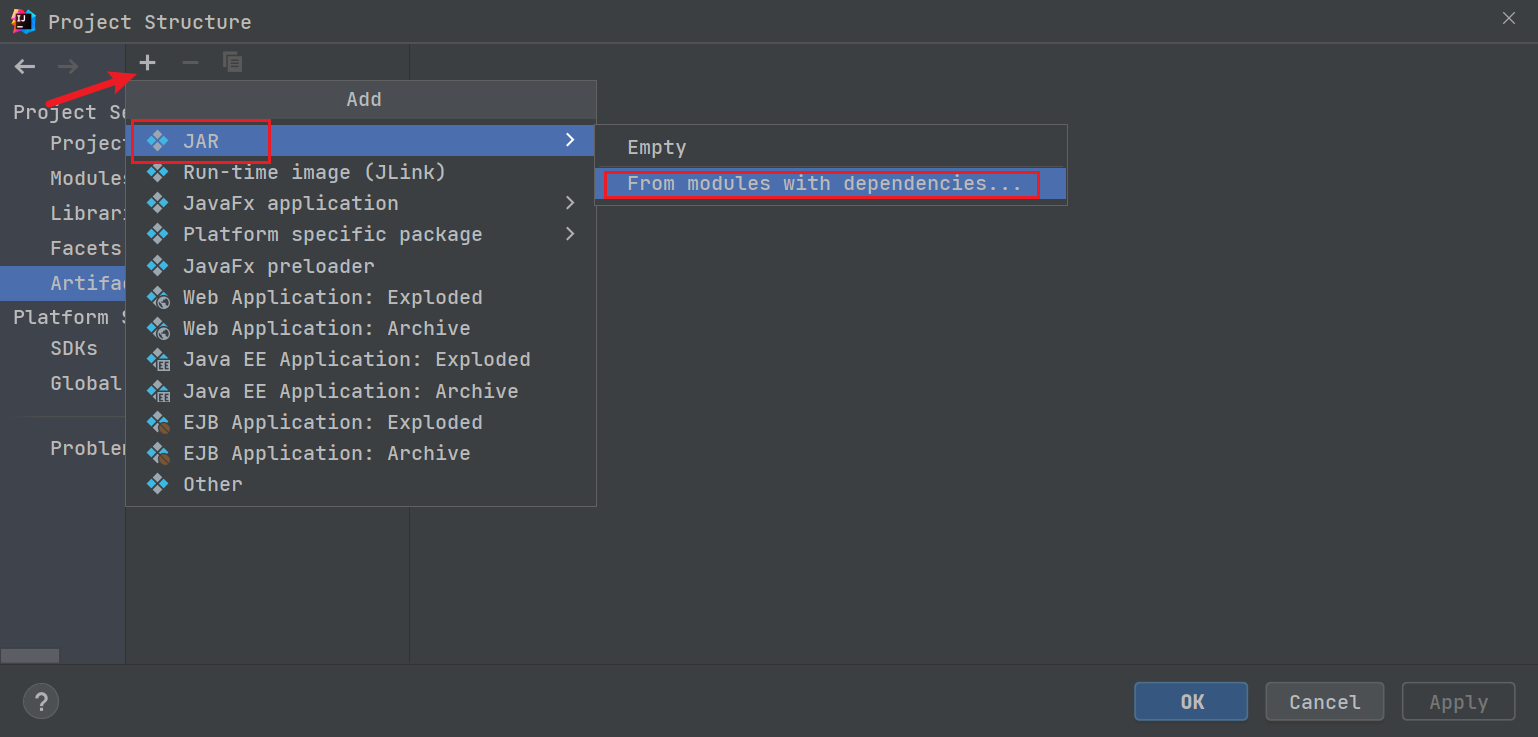 Project Structure
Add
Project Se
Project
Modules
Librari
Facets
Artifac
Platform S
SDKs
Global
Problem
JAR
Run-time image (JLink)
JavaFx application
Platform specific package
JavaFx preloader
Web Application: Exploded
Web Application: Archive
Java EE Application: Exploded
Java EE Application: Archive
EJB Application: Exploded
EJB Application: Archive
Other
Empty
From modules with dependencies...
?
OK
Cancel
Apply